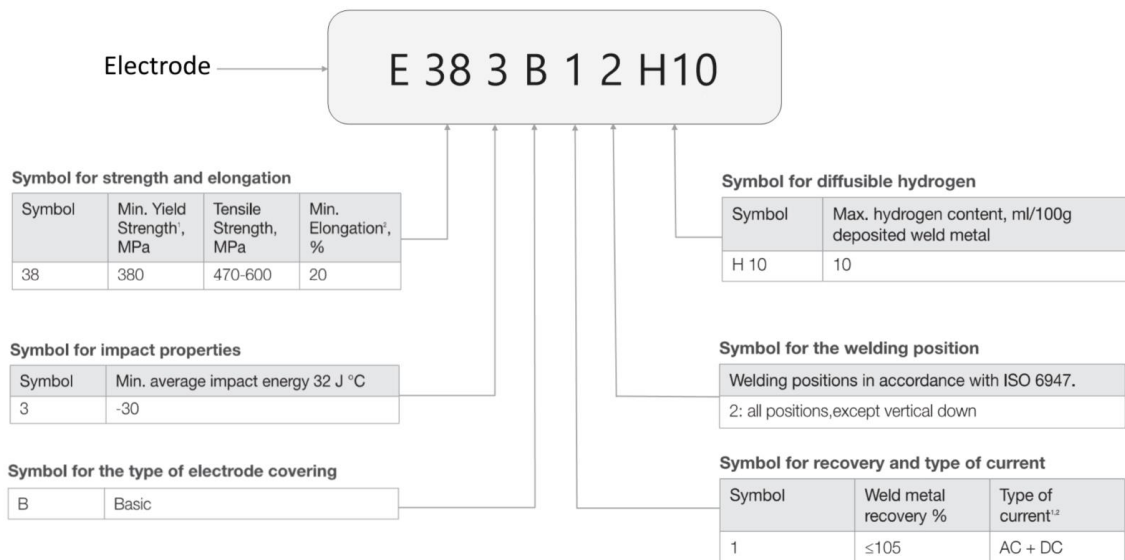 Electrode
E 38 3 B 1 2 H10
Symbol for strength and elongation
Symbol Min. Yield Strength¹, MPa Tensile Strength, MPa Min. Elongation², %
38 380 470-600 20
Symbol for impact properties
Symbol Min. average impact energy 32 J °C
3 -30
Symbol for the type of electrode covering
B Basic
Symbol for diffusible hydrogen
Symbol Max. hydrogen content, ml/100g deposited weld metal
H 10 10
Symbol for the welding position
Welding positions in accordance with ISO 6947.
2: all positions,except vertical down
Symbol for recovery and type of current
Symbol Weld metal recovery % Type of current¹,²
1 ≤105 AC + DC